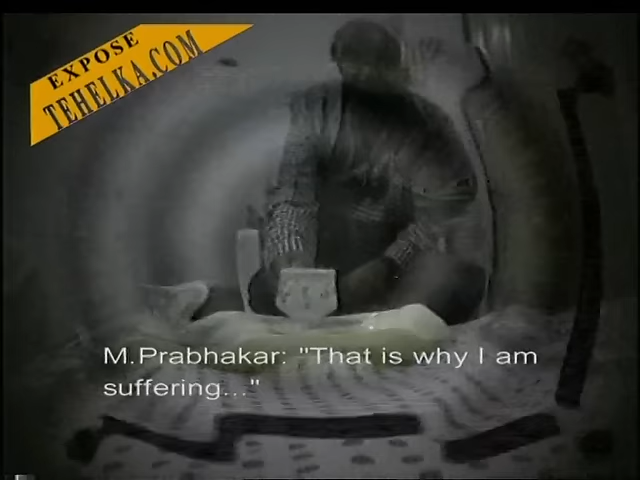 EXPOSE
TEHELKA.COM
M.Prabhakar: "That is why I am
suffering..."